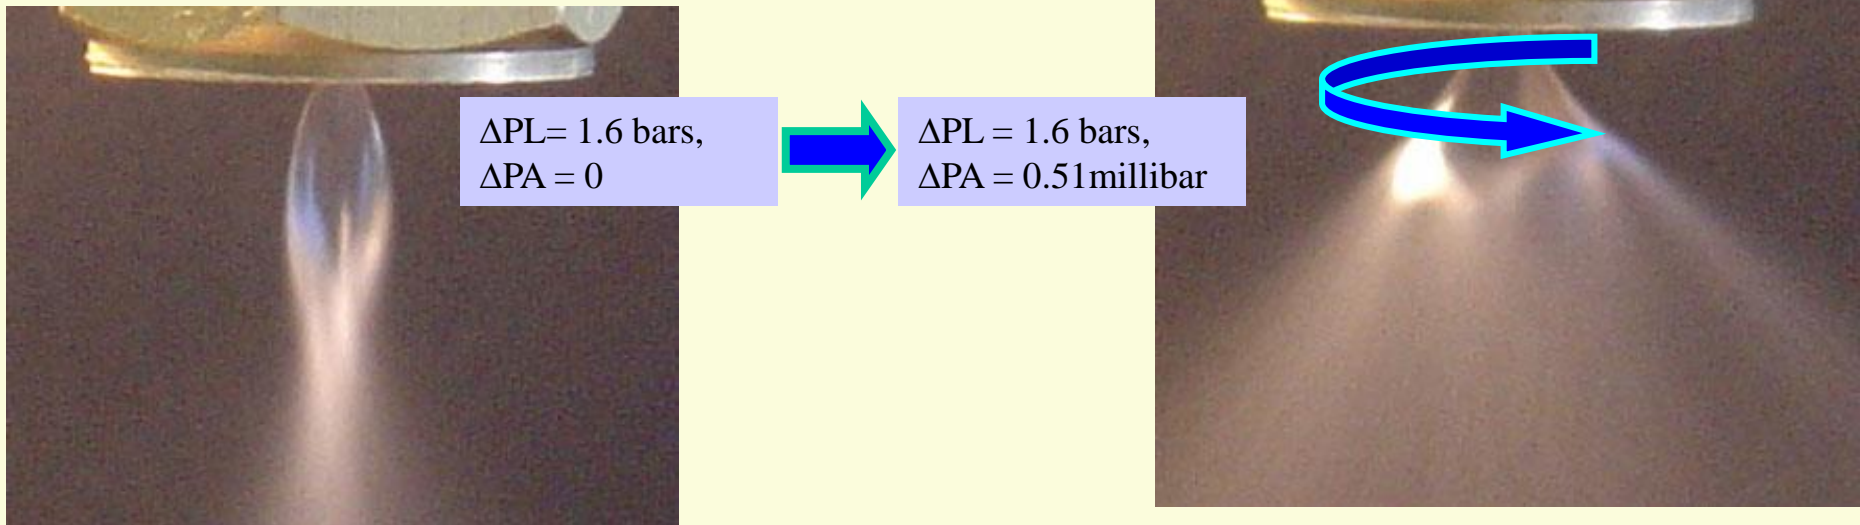 ΔPL= 1.6 bars,
ΔPA = 0
ΔPL = 1.6 bars,
ΔPA = 0.51millibar